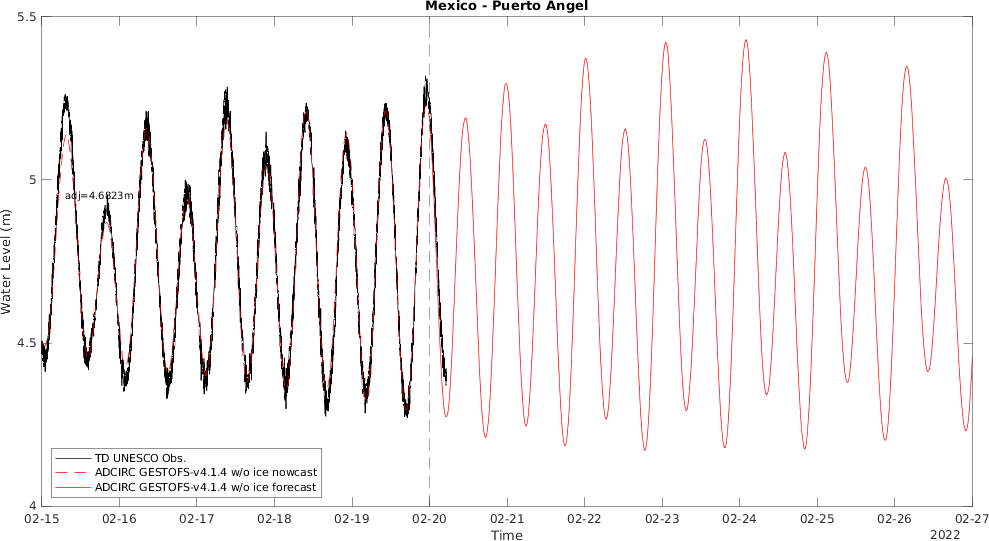 Mexico - Puerto Angel
5.5
5
4.5
4
Water Level (m)
adj=4.6823m
TD UNESCO Obs.
ADCIRC GESTOFS-v4.1.4 w/o ice nowcast
ADCIRC GESTOFS-v4.1.4 w/o ice forecast
02-15 02-16 02-17 02-18 02-19 02-20 02-21 02-22 02-23 02-24 02-25 02-26 02-27
Time
2022